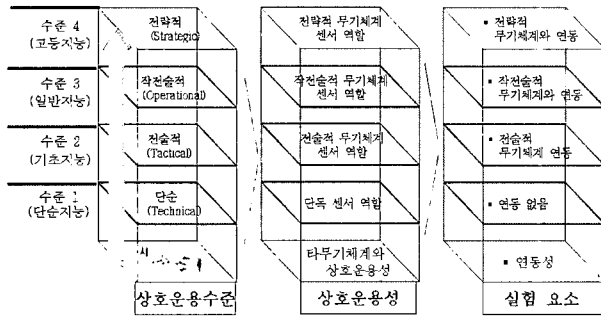 수준 4
(고등지능)
전략적
(Strategic)
전략적 무기체계
센서 역할
▪ 전략적
무기체계와 연동
수준 3
(일반지능)
작전술적
(Operational)
작전술적 무기체계
센서 역할
▪ 작전술적
무기체계와 연동
수준 2
(기초지능)
전술적
(Tactical)
전술적 무기체계
센서 역할
▪ 전술적
무기체계 연동
수준 1
(단순지능)
단순
(Technical)
단독 센서 역할
▪ 연동 없음
타무기체계와
상호운용성
▪ 연동성
상호운용수준
상호운용성
실험 요소